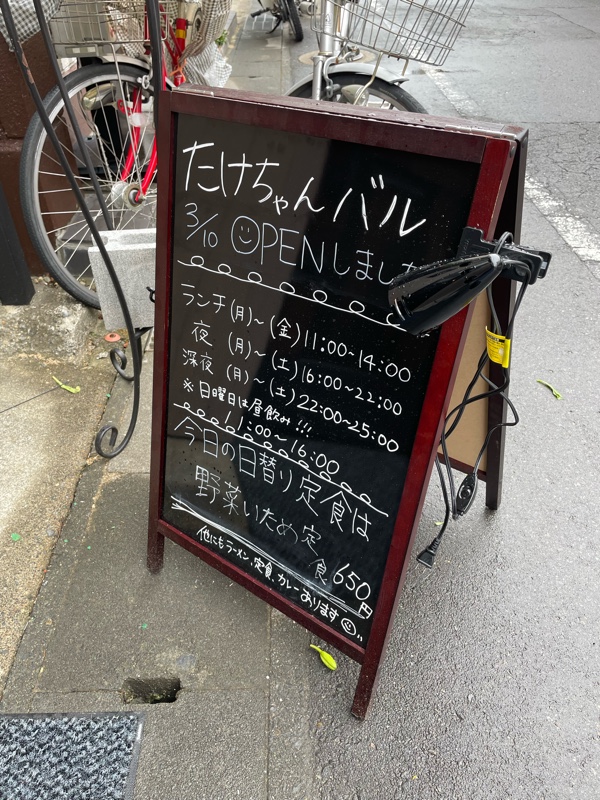 たけちゃんバル
3/10 ☺PENしました
ランチ(月)~(金)11:00~14:00
夜 (月)~(土)16:00~22:00
深夜(月)~(土)22:00~25:00
※日曜日は昼飲み!!!
11:00~16:00
今日の日替り定食は
野菜いため定
食650円
他にもラーメン、定食、カレーあります☺"